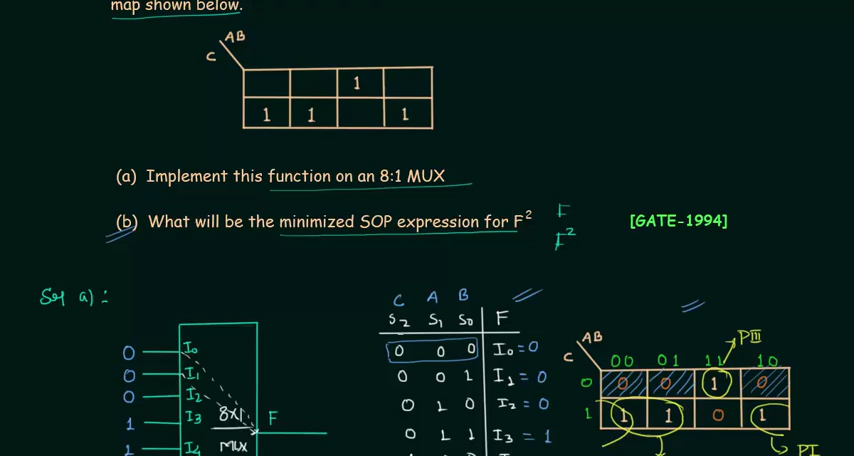 map shown below.
AB
C
1
1 1 1
(a) Implement this function on an 8:1 MUX
(b) What will be the minimized SOP expression for F² [GATE-1994]
F
F²
Sol a) :
0 I₀
0 I₁
0 I₂
1 I₃
1 I₄
8x1
MUX
F
C A B
S₂ S₁ S₀ F
0 0 0 I₀ = 0
0 0 1 I₁ = 0
0 1 0 I₂ = 0
0 1 1 I₃ = 1
AB
C
PIII
00 01 11 10
0 0 0 1 0
1 1 1 0 1
PI